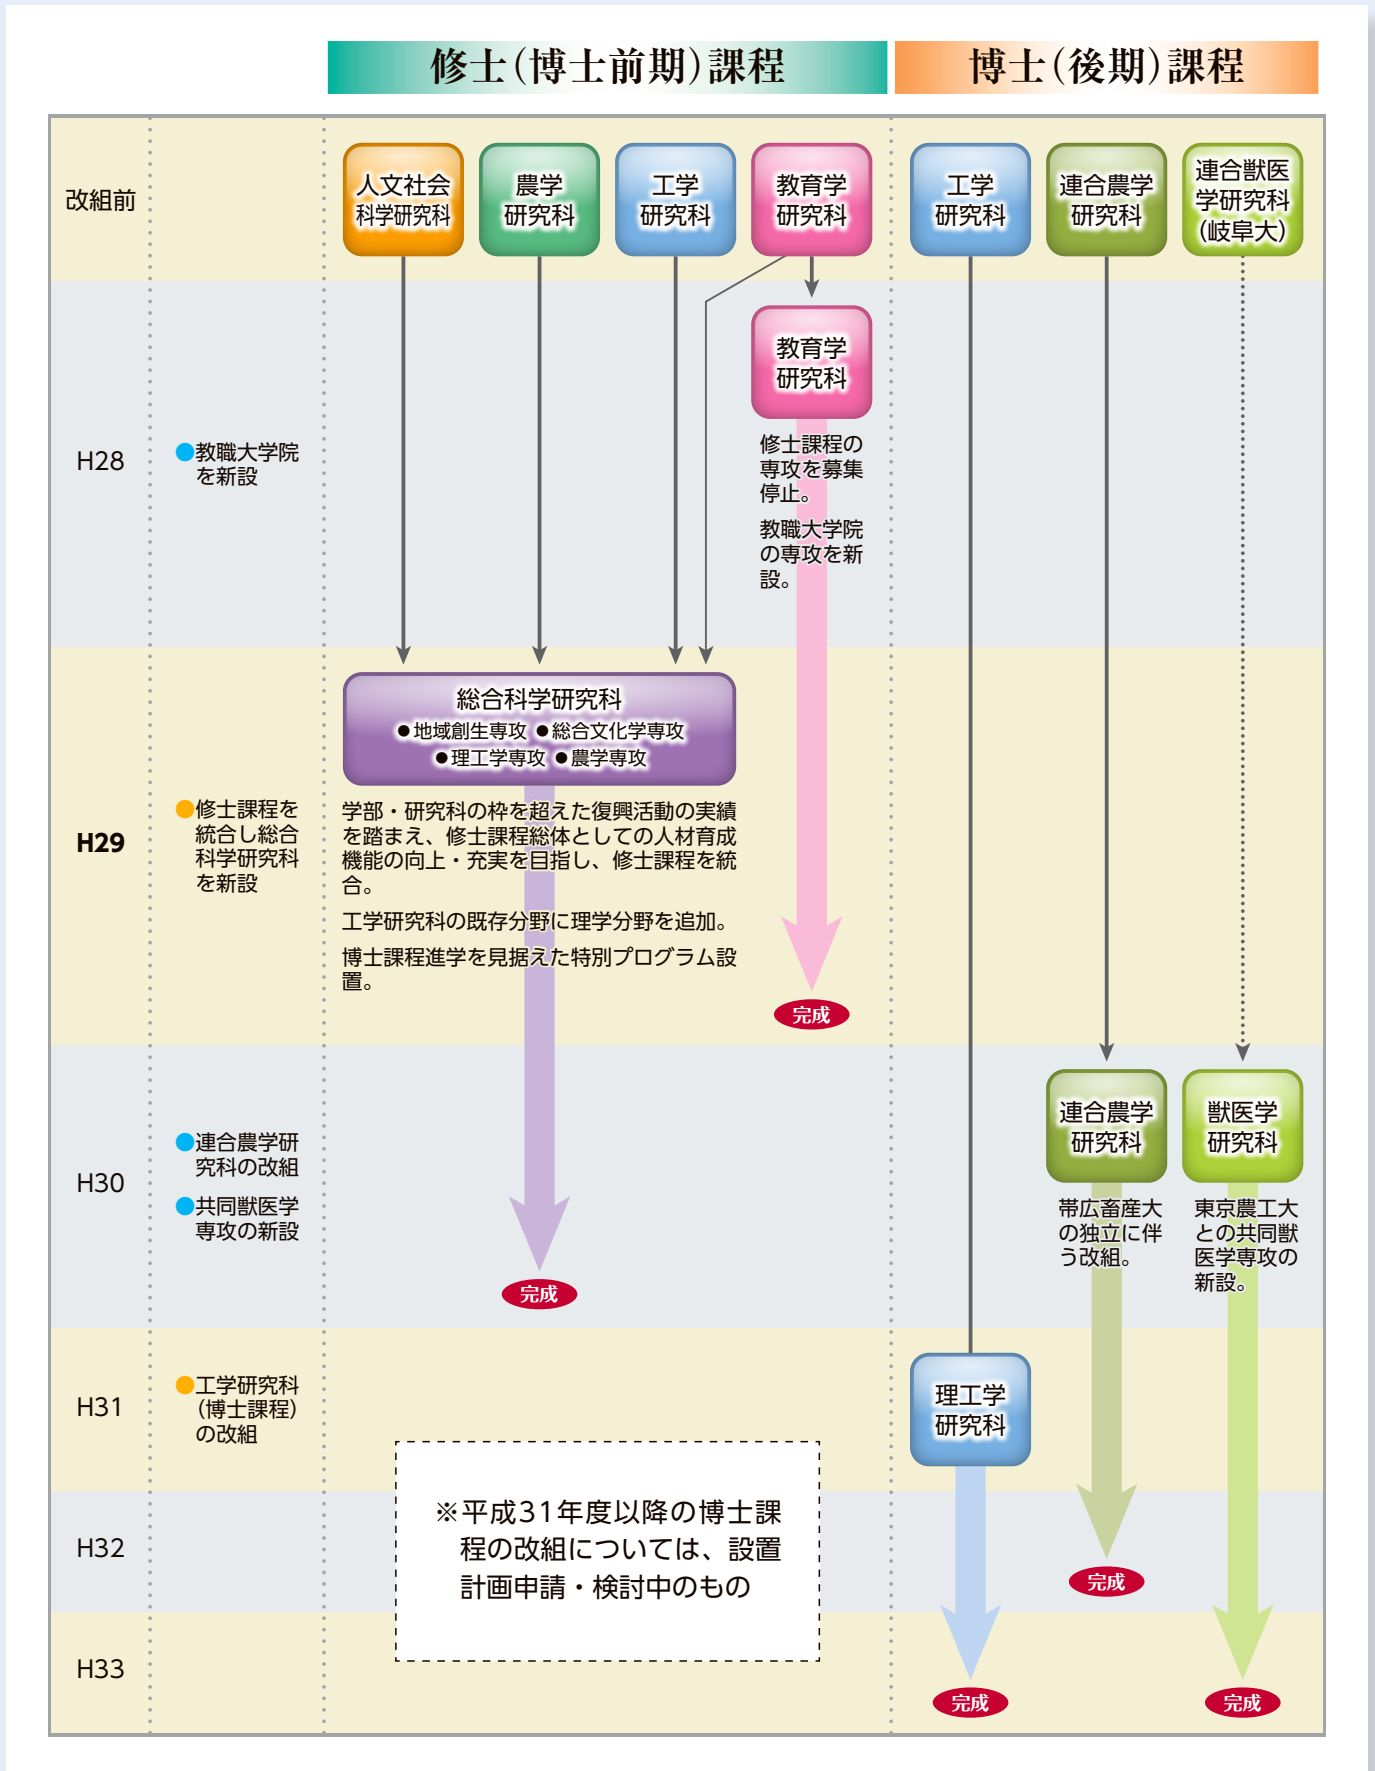 修士（博士前期）課程
博士（後期）課程
改組前
人文社会
科学研究科
農学
研究科
工学
研究科
教育学
研究科
工学
研究科
連合農学
研究科
連合獣医
学研究科
（岐阜大）
H28
●教職大学院
を新設
教育学
研究科
修士課程の
専攻を募集
停止。
教職大学院
の専攻を新
設。
H29
●修士課程を
統合し総合
科学研究科
を新設
総合科学研究科
●地域創生専攻 ●総合文化学専攻
●理工学専攻 ●農学専攻
学部・研究科の枠を超えた復興活動の実績
を踏まえ、修士課程総体としての人材育成
機能の向上・充実を目指し、修士課程を統
合。
工学研究科の既存分野に理学分野を追加。
博士課程進学を見据えた特別プログラム設
置。
完成
H30
●連合農学研
究科の改組
●共同獣医学
専攻の新設
完成
連合農学
研究科
帯広畜産大
の独立に伴
う改組。
獣医学
研究科
東京農工大
との共同獣
医学専攻の
新設。
H31
●工学研究科
（博士課程）
の改組
理工学
研究科
※平成31年度以降の博士課
程の改組については、設置
計画申請・検討中のもの
H32
完成
H33
完成
完成